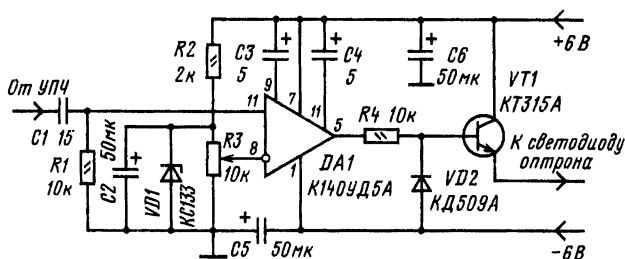 +6 В
R2
2к
C3
5
C4
5
C6
50мк
VT1
КТ315А
От УПЧ
9
7
11
11
5
R4 10к
C1 15
R1
10к
50мк
C2
VD1
КС133
R3
10к
8
1
DA1
К140УД5А
К светодиоду
оптрона
VD2
КД509А
C5
50мк
-6 В